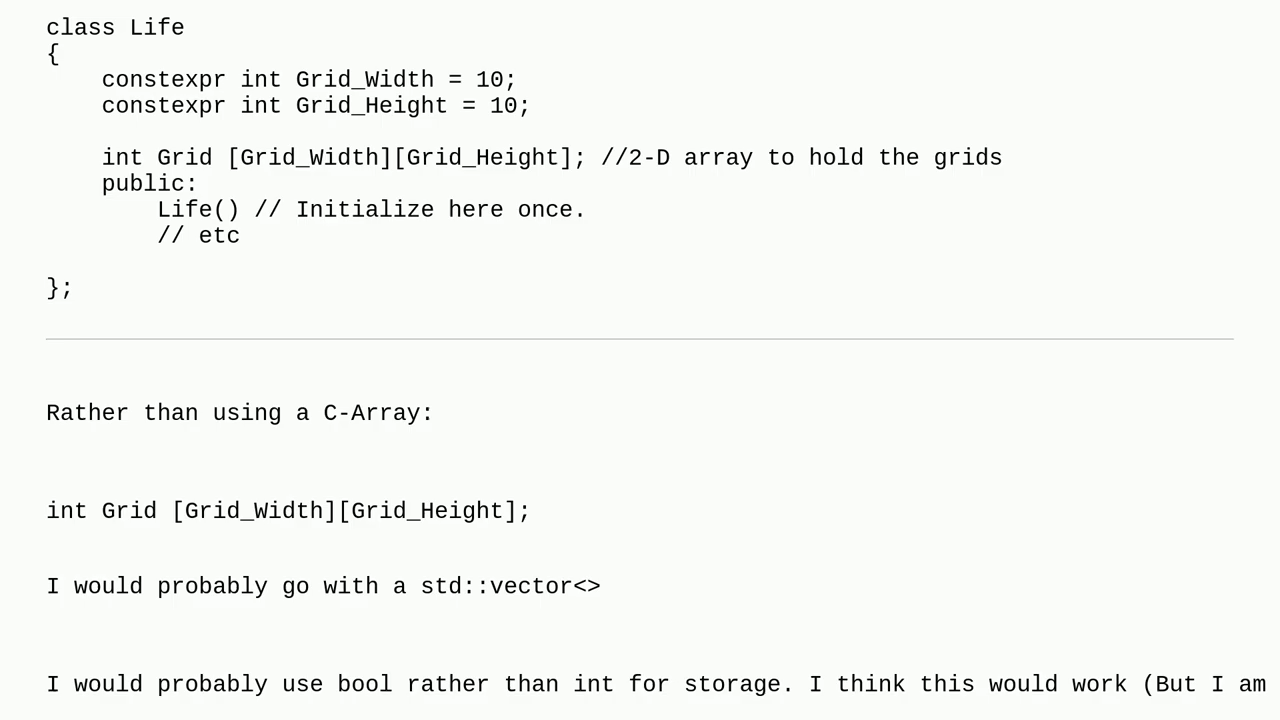 class Life
{
    constexpr int Grid_Width = 10;
    constexpr int Grid_Height = 10;
    int Grid [Grid_Width][Grid_Height]; //2-D array to hold the grids
    public:
        Life() // Initialize here once.
        // etc
};
Rather than using a C-Array:
int Grid [Grid_Width][Grid_Height];
I would probably go with a std::vector<>
I would probably use bool rather than int for storage. I think this would work (But I am